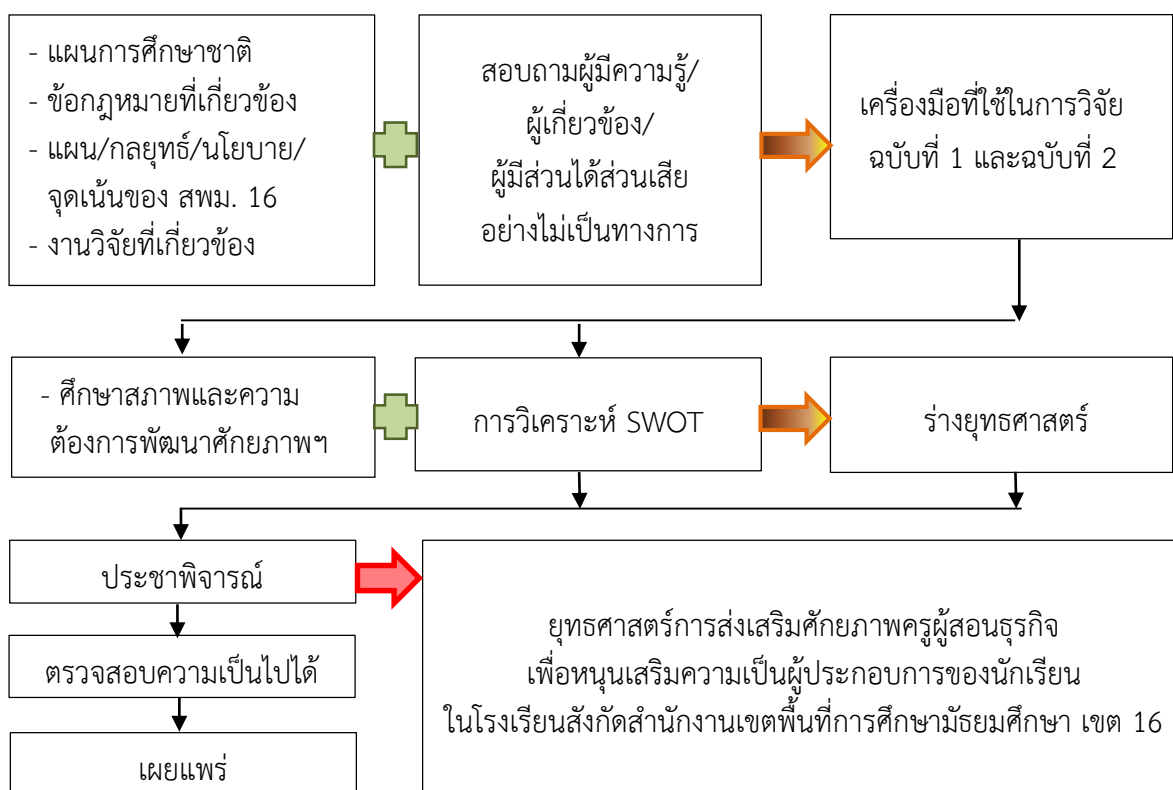 - แผนการศึกษาชาติ
- ข้อกฎหมายที่เกี่ยวข้อง
- แผน/กลยุทธ์/นโยบาย/
จุดเน้นของ สพม. 16
- งานวิจัยที่เกี่ยวข้อง
สอบถามผู้มีความรู้/
ผู้เกี่ยวข้อง/
ผู้มีส่วนได้ส่วนเสีย
อย่างไม่เป็นทางการ
เครื่องมือที่ใช้ในการวิจัย
ฉบับที่ 1 และฉบับที่ 2
- ศึกษาสภาพและความ
ต้องการพัฒนาศักยภาพฯ
การวิเคราะห์ SWOT
ร่างยุทธศาสตร์
ประชาพิจารณ์
ตรวจสอบความเป็นไปได้
เผยแพร่
ยุทธศาสตร์การส่งเสริมศักยภาพครูผู้สอนธุรกิจ
เพื่อหนุนเสริมความเป็นผู้ประกอบการของนักเรียน
ในโรงเรียนสังกัดสำนักงานเขตพื้นที่การศึกษามัธยมศึกษา เขต 16